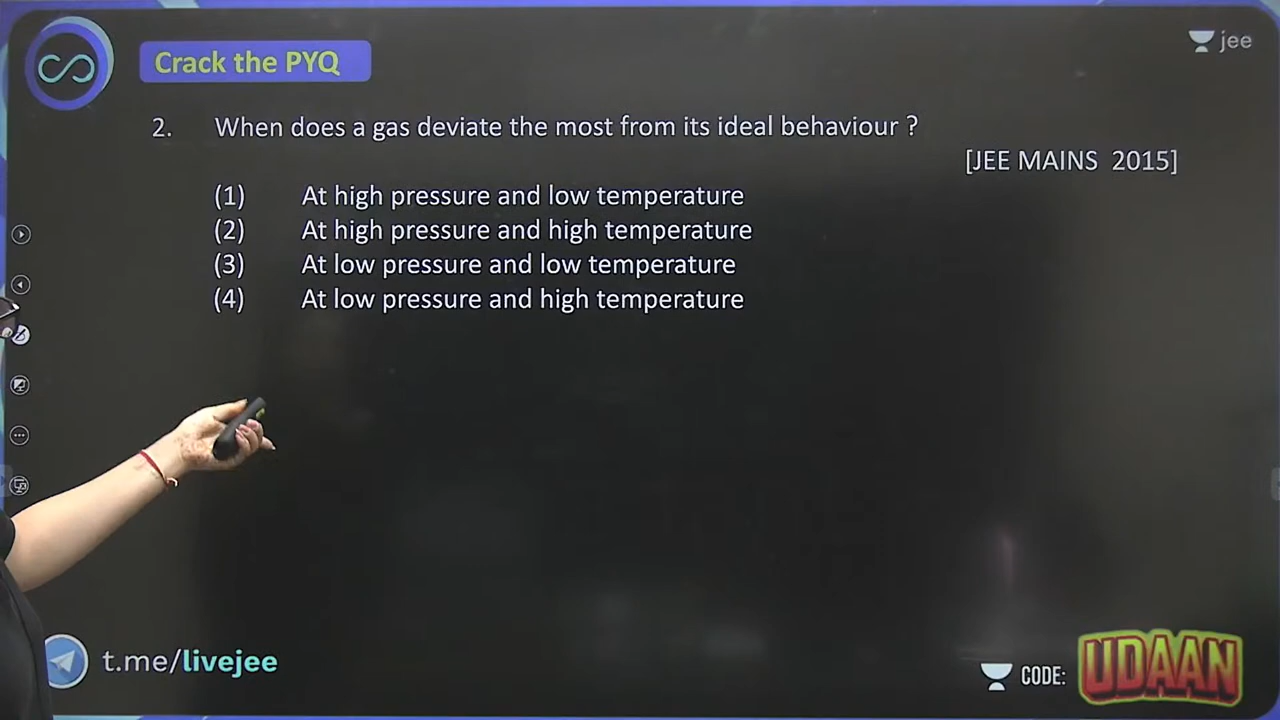 Crack the PYQ
jee
2. When does a gas deviate the most from its ideal behaviour ?
[JEE MAINS 2015]
(1) At high pressure and low temperature
(2) At high pressure and high temperature
(3) At low pressure and low temperature
(4) At low pressure and high temperature
t.me/livejee
CODE: UDAAN